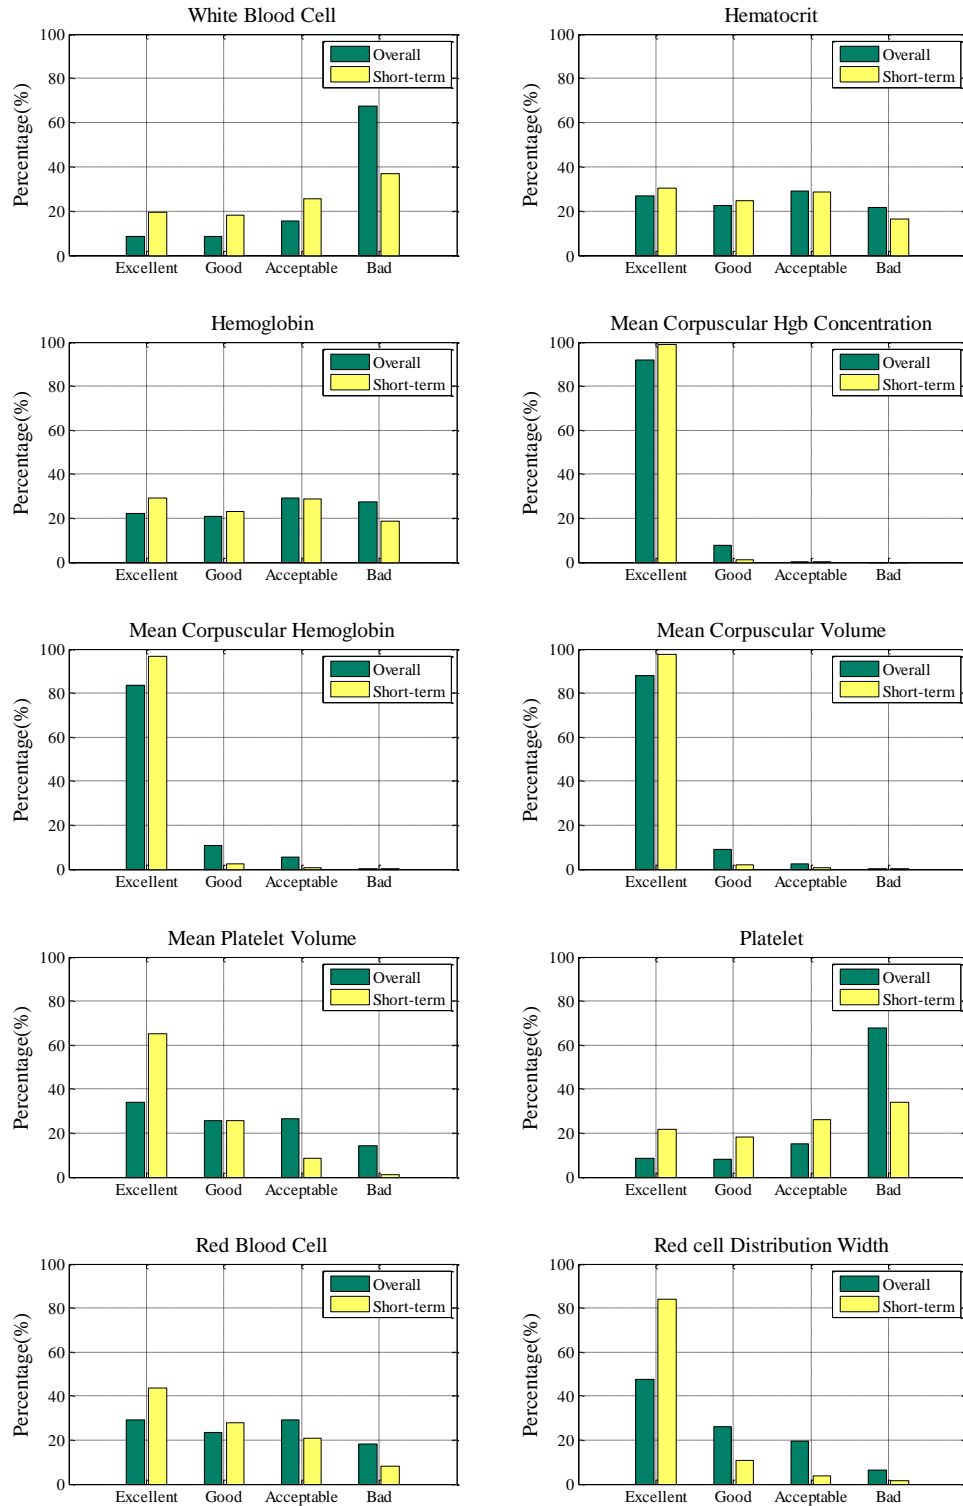 White Blood Cell
Percentage(%)
100
80
60
40
20
0
Overall
Short-term
Excellent Good Acceptable Bad
Hematocrit
Percentage(%)
100
80
60
40
20
0
Overall
Short-term
Excellent Good Acceptable Bad
Hemoglobin
Percentage(%)
100
80
60
40
20
0
Overall
Short-term
Excellent Good Acceptable Bad
Mean Corpuscular Hgb Concentration
Percentage(%)
100
80
60
40
20
0
Overall
Short-term
Excellent Good Acceptable Bad
Mean Corpuscular Hemoglobin
Percentage(%)
100
80
60
40
20
0
Overall
Short-term
Excellent Good Acceptable Bad
Mean Corpuscular Volume
Percentage(%)
100
80
60
40
20
0
Overall
Short-term
Excellent Good Acceptable Bad
Mean Platelet Volume
Percentage(%)
100
80
60
40
20
0
Overall
Short-term
Excellent Good Acceptable Bad
Platelet
Percentage(%)
100
80
60
40
20
0
Overall
Short-term
Excellent Good Acceptable Bad
Red Blood Cell
Percentage(%)
100
80
60
40
20
0
Overall
Short-term
Excellent Good Acceptable Bad
Red cell Distribution Width
Percentage(%)
100
80
60
40
20
0
Overall
Short-term
Excellent Good Acceptable Bad